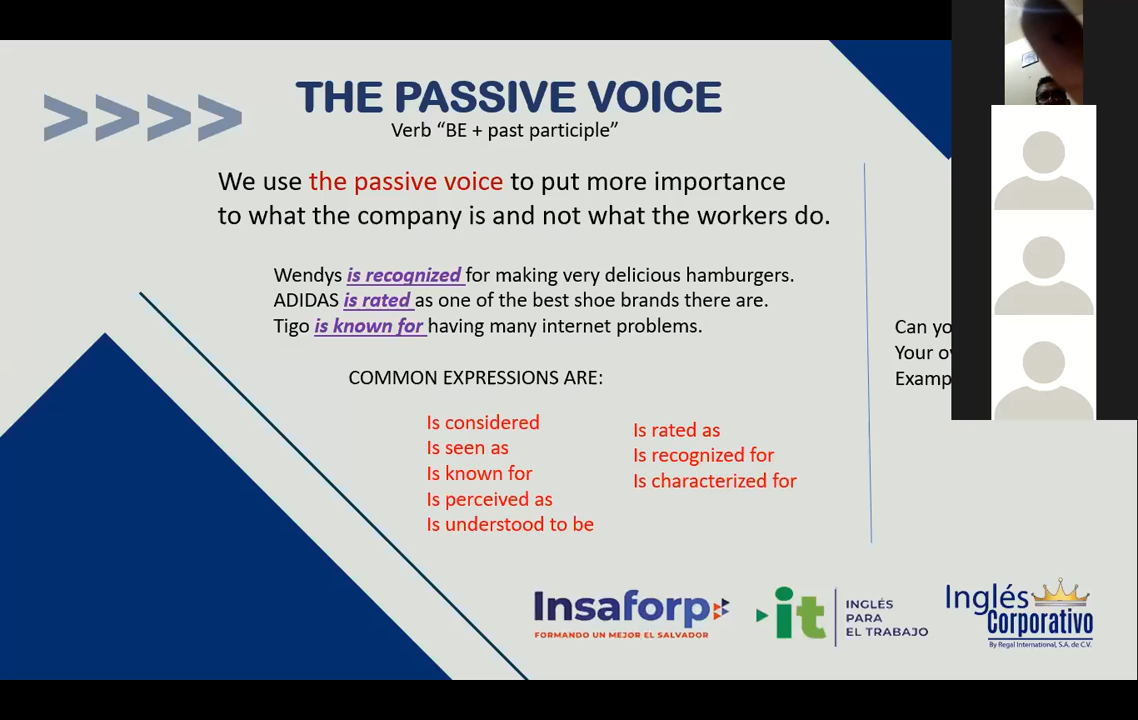 >>>>
THE PASSIVE VOICE
Verb “BE + past participle”
We use the passive voice to put more importance
to what the company is and not what the workers do.
Wendys is recognized for making very delicious hamburgers.
ADIDAS is rated as one of the best shoe brands there are.
Tigo is known for having many internet problems.
COMMON EXPRESSIONS ARE:
Is considered
Is seen as
Is known for
Is perceived as
Is understood to be
Is rated as
Is recognized for
Is characterized for
Can
Your
Insaforp
FORMANDO UN MEJOR EL SALVADOR
it
INGLÉS
PARA
EL TRABAJO
Inglés
Corporativo
By Regal International, S.A. de C.V.